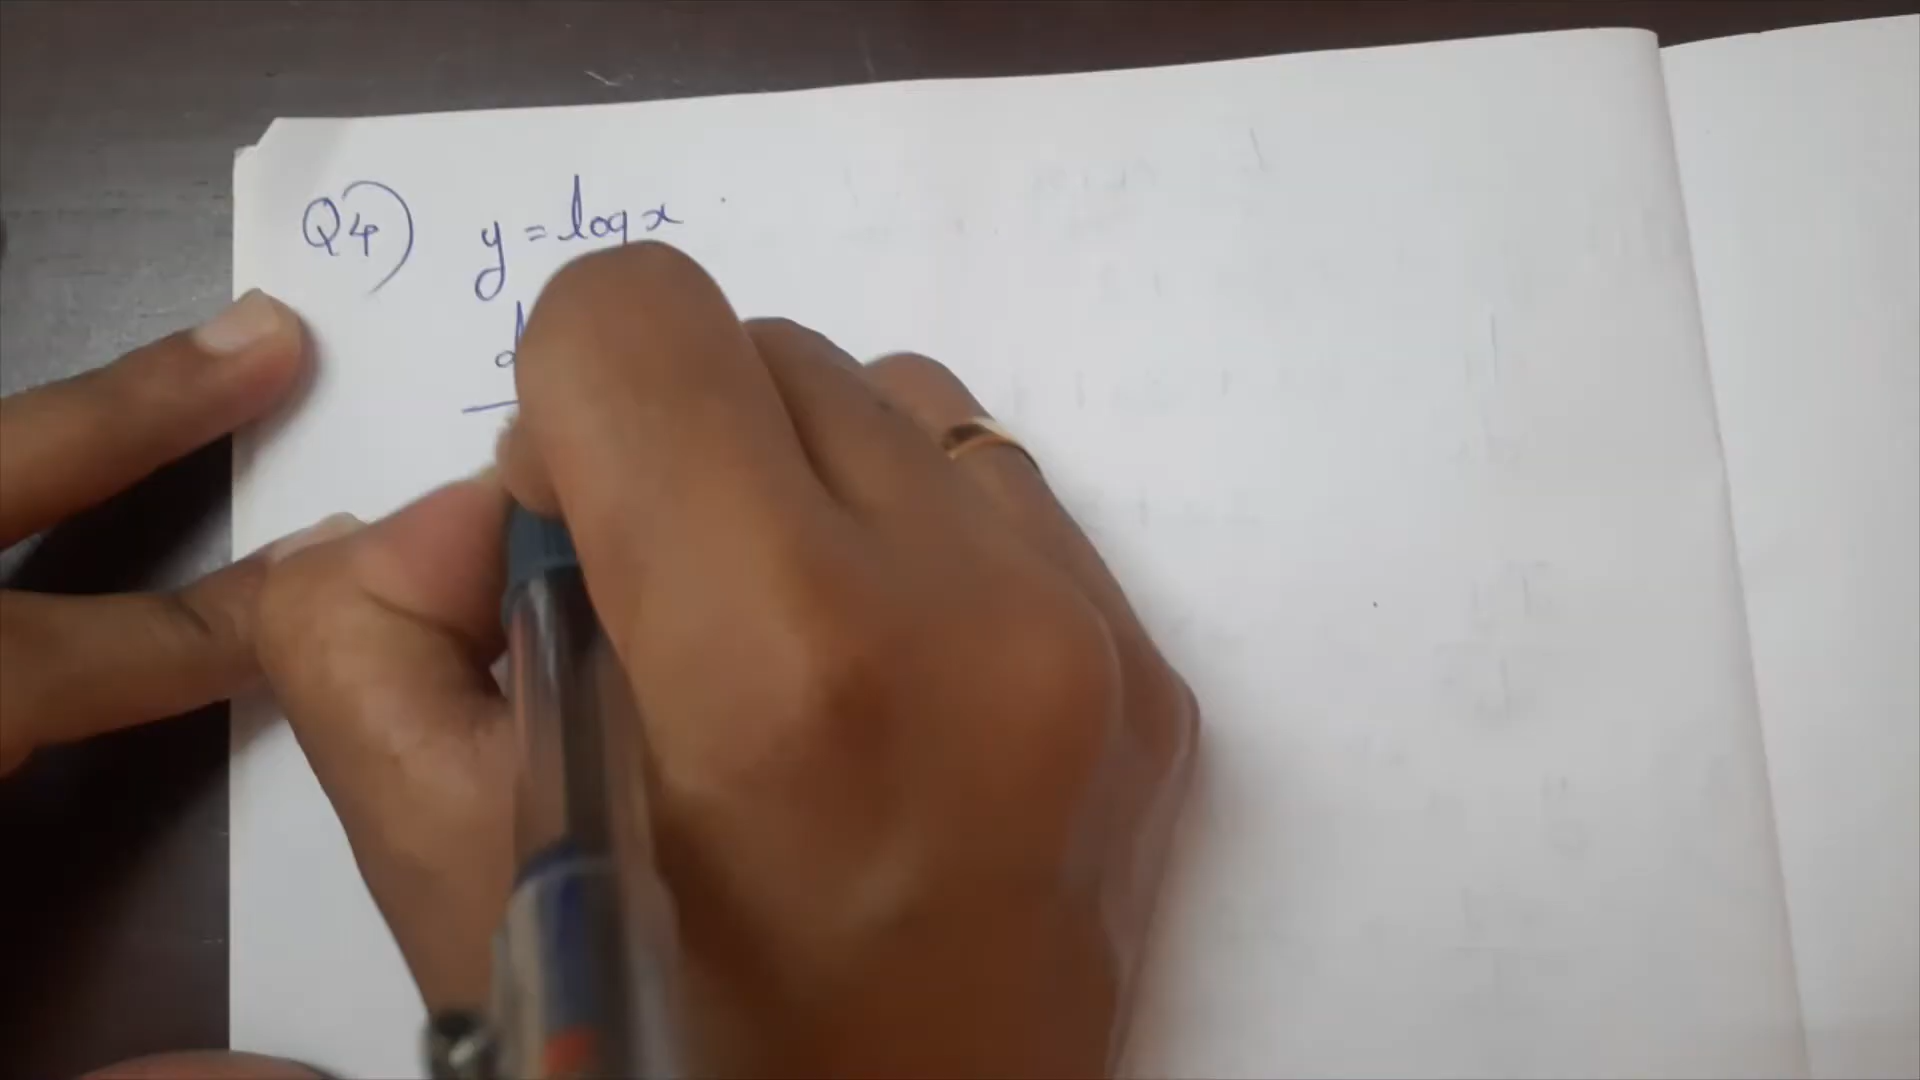 Q4) y = log x
d